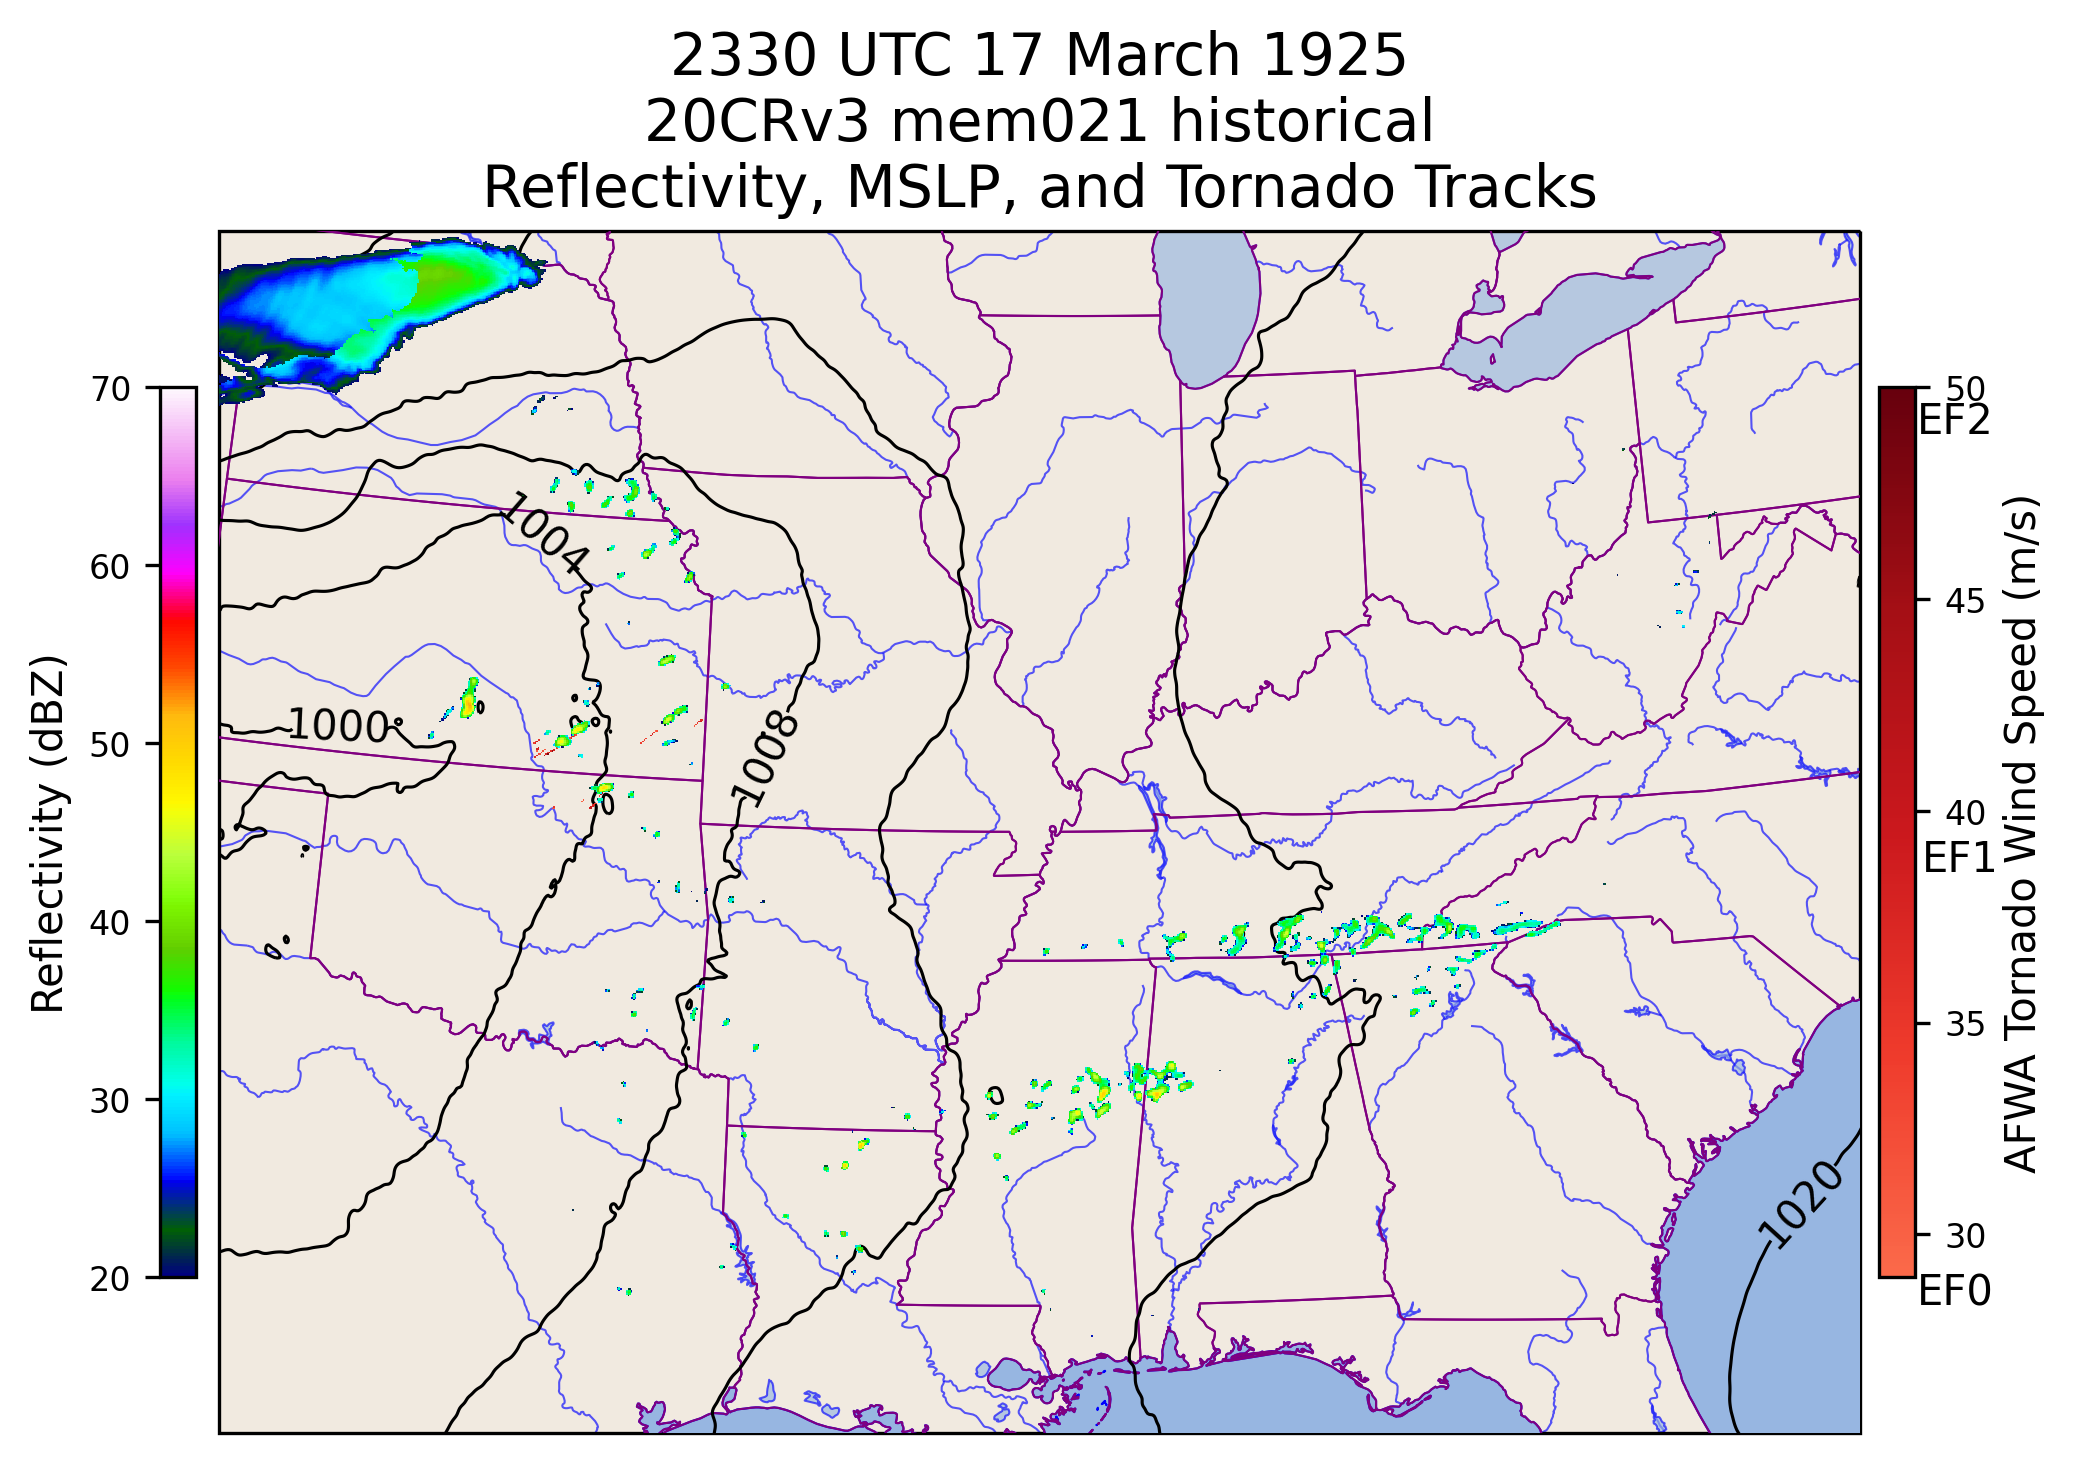 2330 UTC 17 March 1925
20CRv3 mem021 historical
Reflectivity, MSLP, and Tornado Tracks
Reflectivity (dBZ)
70
60
50
40
30
20
1004
1000
1008
1020
50
EF2
45
40
EF1
35
30
EF0
AFWA Tornado Wind Speed (m/s)